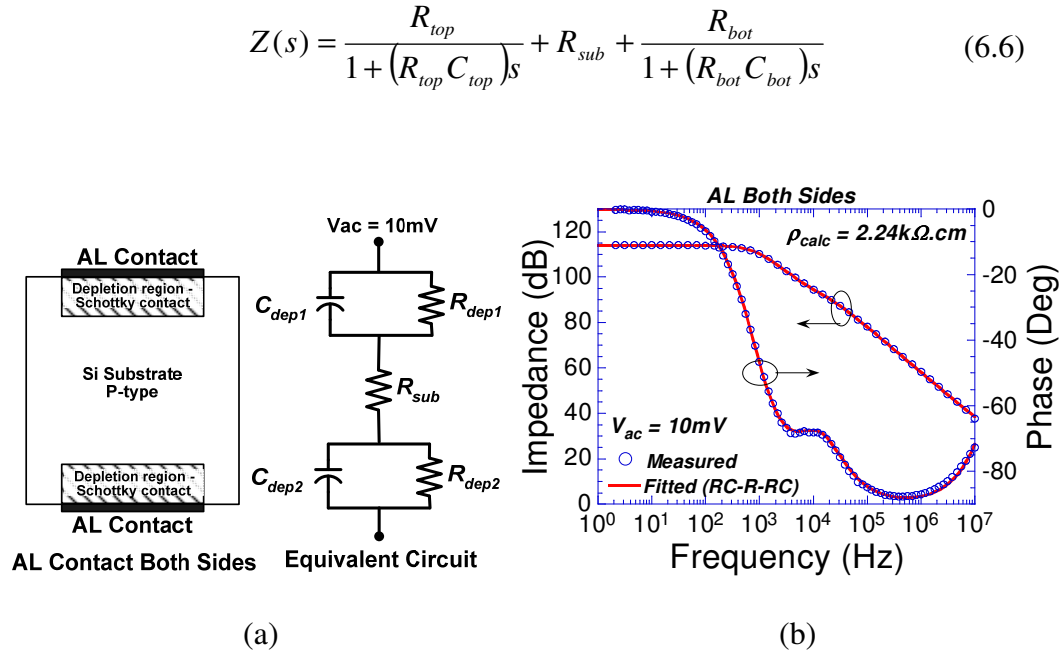 Z(s) = R_top / (1 + (R_top C_top)s) + R_sub + R_bot / (1 + (R_bot C_bot)s) (6.6)
AL Contact
Depletion region -
Schottky contact
Si Substrate
P-type
Depletion region -
Schottky contact
AL Contact
AL Contact Both Sides
Vac = 10mV
C_dep1
R_dep1
R_sub
C_dep2
R_dep2
Equivalent Circuit
AL Both Sides
ρ_calc = 2.24kΩ.cm
Impedance (dB)
120
100
80
60
40
20
0
Phase (Deg)
0
-20
-40
-60
-80
V_ac = 10mV
Measured
Fitted (RC-R-RC)
10^0 10^1 10^2 10^3 10^4 10^5 10^6 10^7
Frequency (Hz)
(a) (b)